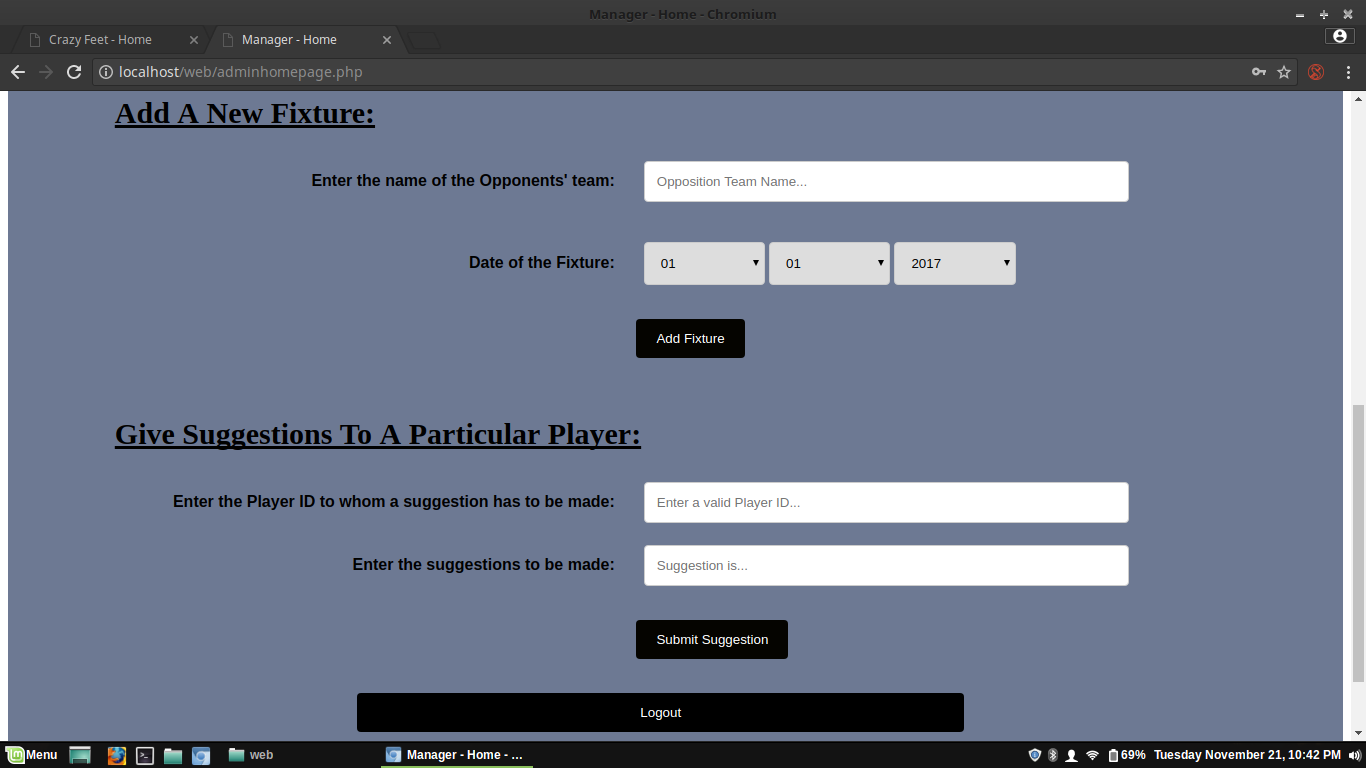 Manager - Home - Chromium
Crazy Feet - Home
Manager - Home
localhost/web/adminhomepage.php
Add A New Fixture:
Enter the name of the Opponents' team:
Opposition Team Name...
Date of the Fixture:
01
01
2017
Add Fixture
Give Suggestions To A Particular Player:
Enter the Player ID to whom a suggestion has to be made:
Enter a valid Player ID...
Enter the suggestions to be made:
Suggestion is...
Submit Suggestion
Logout
Menu
web
Manager - Home - ...
69%
Tuesday November 21, 10:42 PM